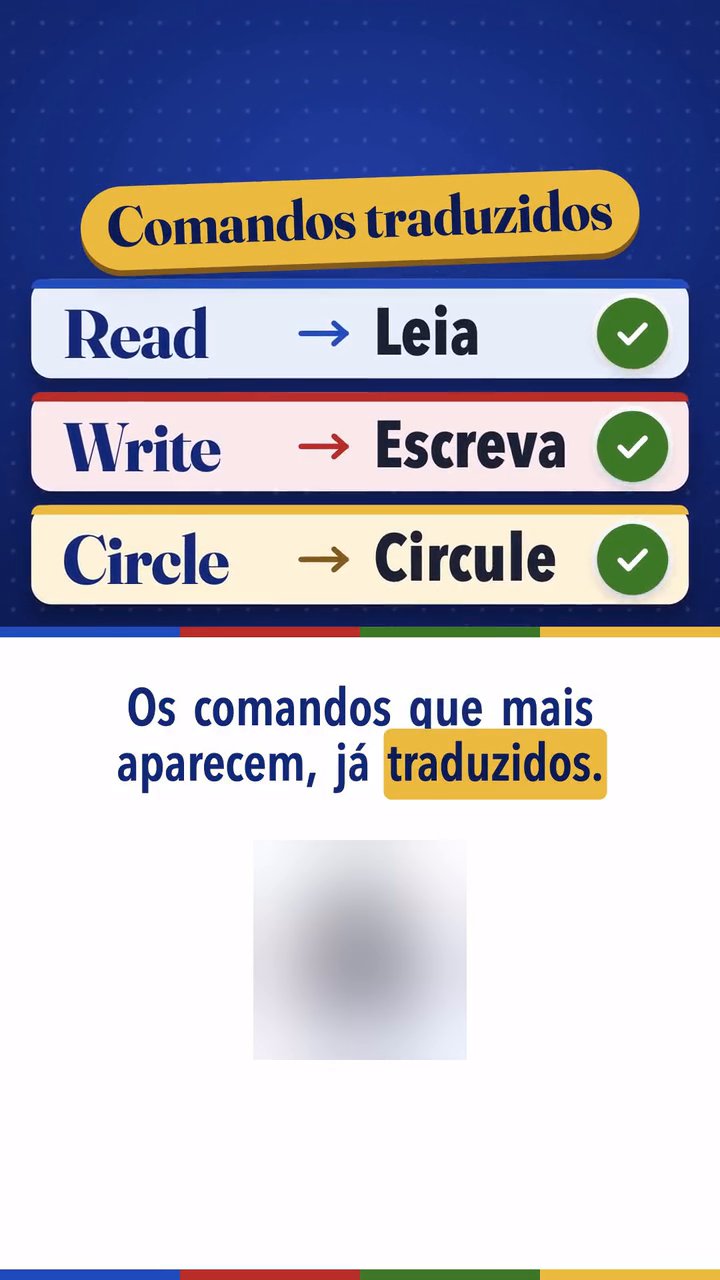 Comandos traduzidos
Read → Leia
Write → Escreva
Circle → Circule
Os comandos que mais
aparecem, já traduzidos.